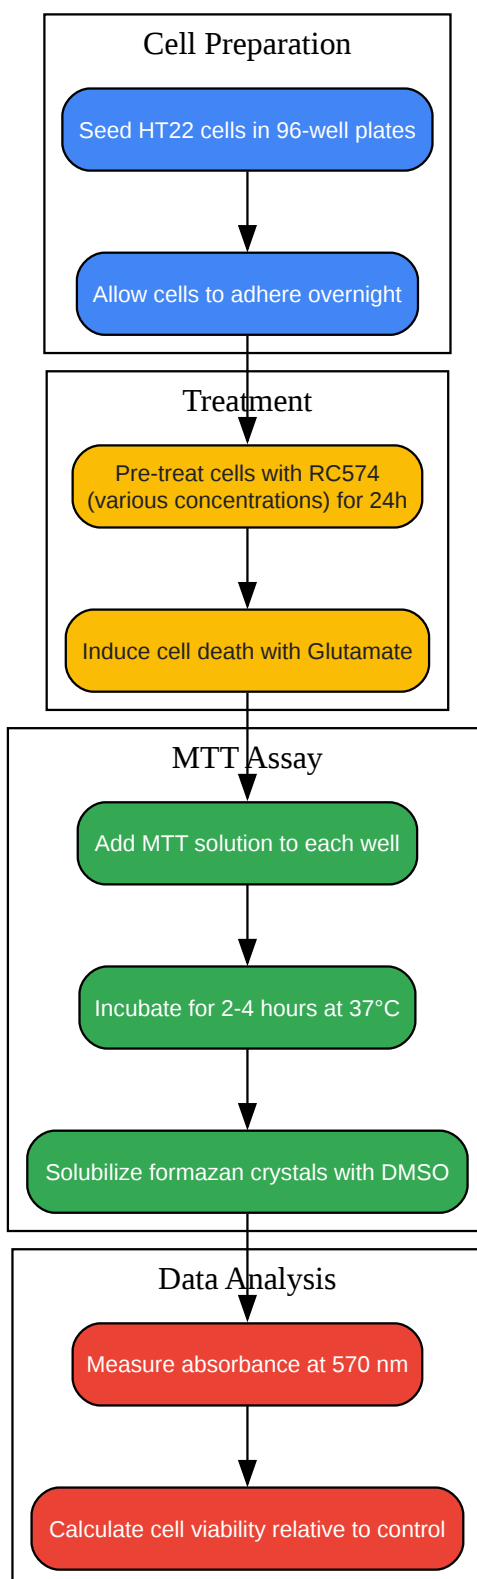 Cell Preparation
Seed HT22 cells in 96-well plates
Allow cells to adhere overnight
Treatment
Pre-treat cells with RC574
(various concentrations) for 24h
Induce cell death with Glutamate
MTT Assay
Add MTT solution to each well
Incubate for 2-4 hours at 37°C
Solubilize formazan crystals with DMSO
Data Analysis
Measure absorbance at 570 nm
Calculate cell viability relative to control